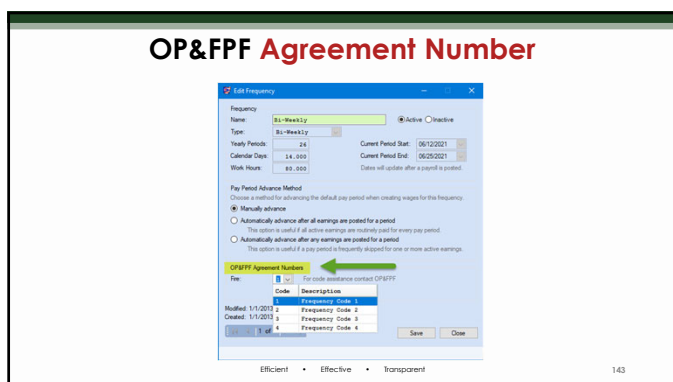 OP&FPF Agreement Number
Edit Frequency
Frequency
Name: Bi-Weekly Active Inactive
Type: Bi-Weekly
Yearly Periods: 26 Current Period Start: 06/12/2021
Calendar Days: 14.000 Current Period End: 06/25/2021
Work Hours: 80.000 Dates will update after a payroll is posted.
Pay Period Advance Method
Choose a method for advancing the default pay period when creating wages for this frequency.
Manually advance
Automatically advance after all earnings are posted for a period
This option is useful if all active earnings are routinely paid for every pay period
Automatically advance after any earnings are posted for a period
This option is useful if a pay period is frequently skipped for one or more active earnings.
OP&FPF Agreement Numbers
Fire: 1 For code assistance contact OP&FPF
Code Description
1 Frequency Code 1
Modified: 1/1/2013 2 Frequency Code 2
Created: 1/1/2013 3 Frequency Code 3
4 Frequency Code 4
1 of
Save Close
Efficient • Effective • Transparent 143